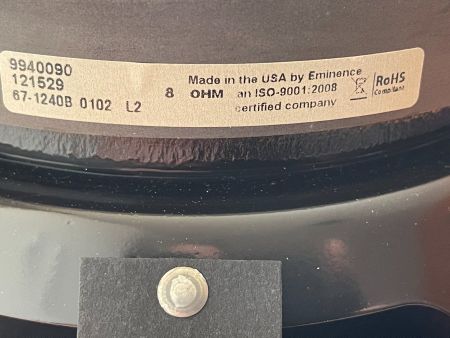 9940090
121529
67-1240B 0102 L2
8 OHM
Made in the USA by Eminence
an ISO-9001:2008
certified company
RoHS
Compliant